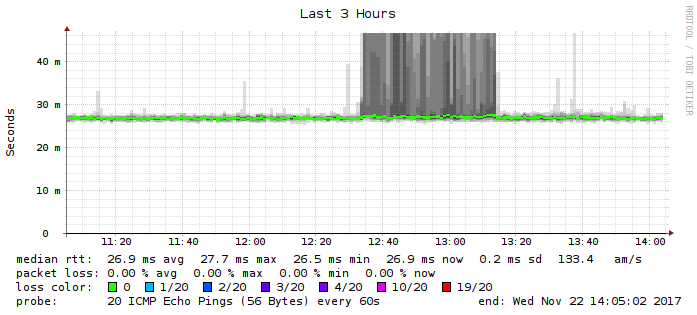 Last 3 Hours
RRDTOOL / TOBI OETIKER
Seconds
40 m
30 m
20 m
10 m
0
11:20 11:40 12:00 12:20 12:40 13:00 13:20 13:40 14:00
median rtt: 26.9 ms avg 27.7 ms max 26.5 ms min 26.9 ms now 0.2 ms sd 133.4 am/s
packet loss: 0.00 % avg 0.00 % max 0.00 % min 0.00 % now
loss color: 0 1/20 2/20 3/20 4/20 10/20 19/20
probe: 20 ICMP Echo Pings (56 Bytes) every 60s end: Wed Nov 22 14:05:02 2017